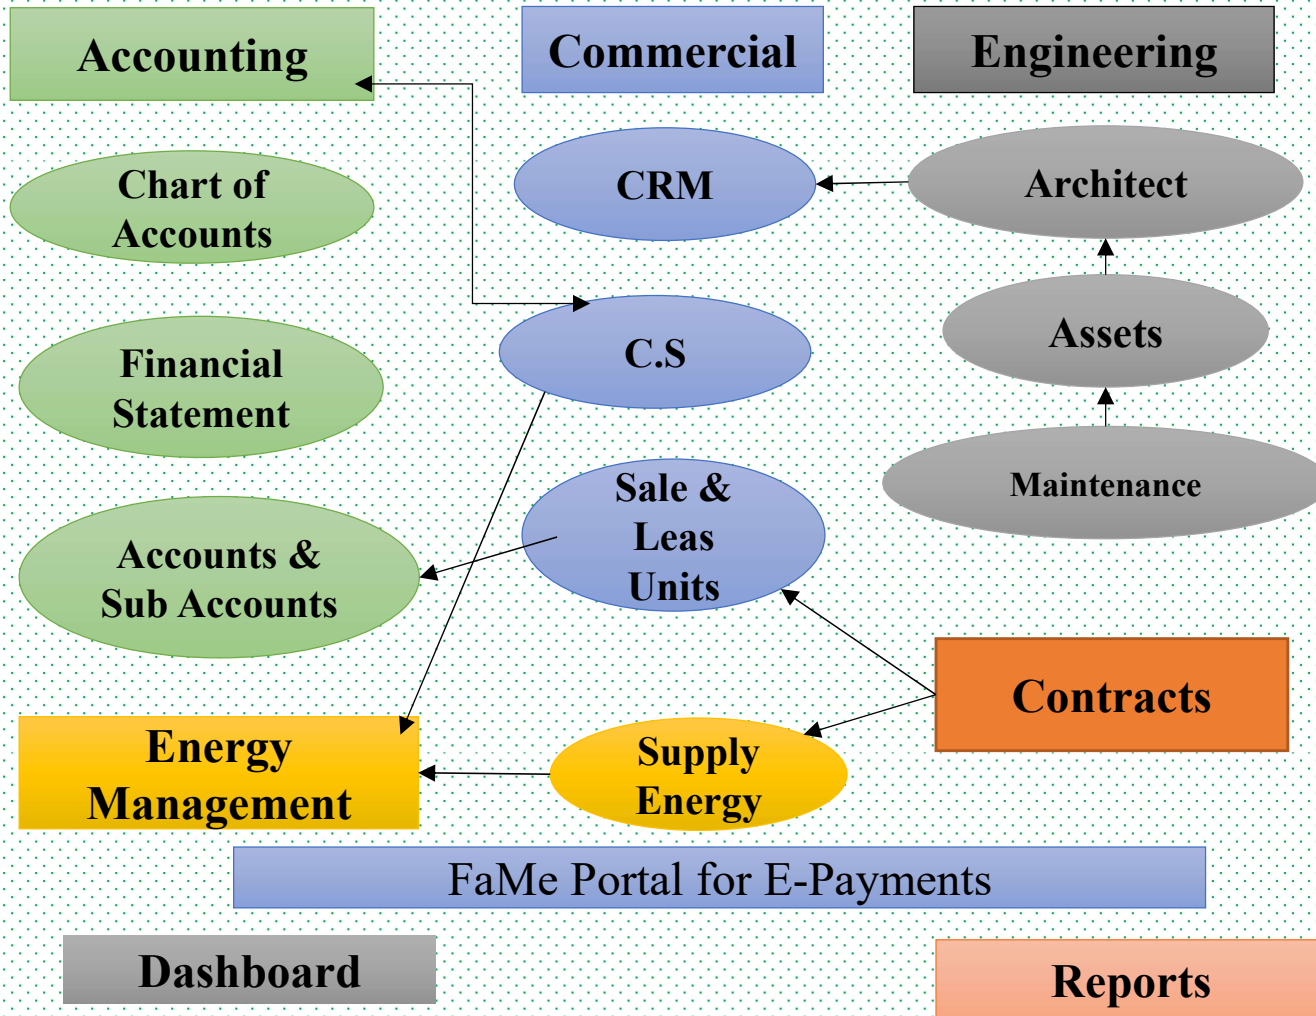 Accounting
Commercial
Engineering
Chart of
Accounts
CRM
Architect
Financial
Statement
C.S
Assets
Accounts &
Sub Accounts
Sale &
Leas
Units
Maintenance
Contracts
Energy
Management
Supply
Energy
FaMe Portal for E-Payments
Dashboard
Reports